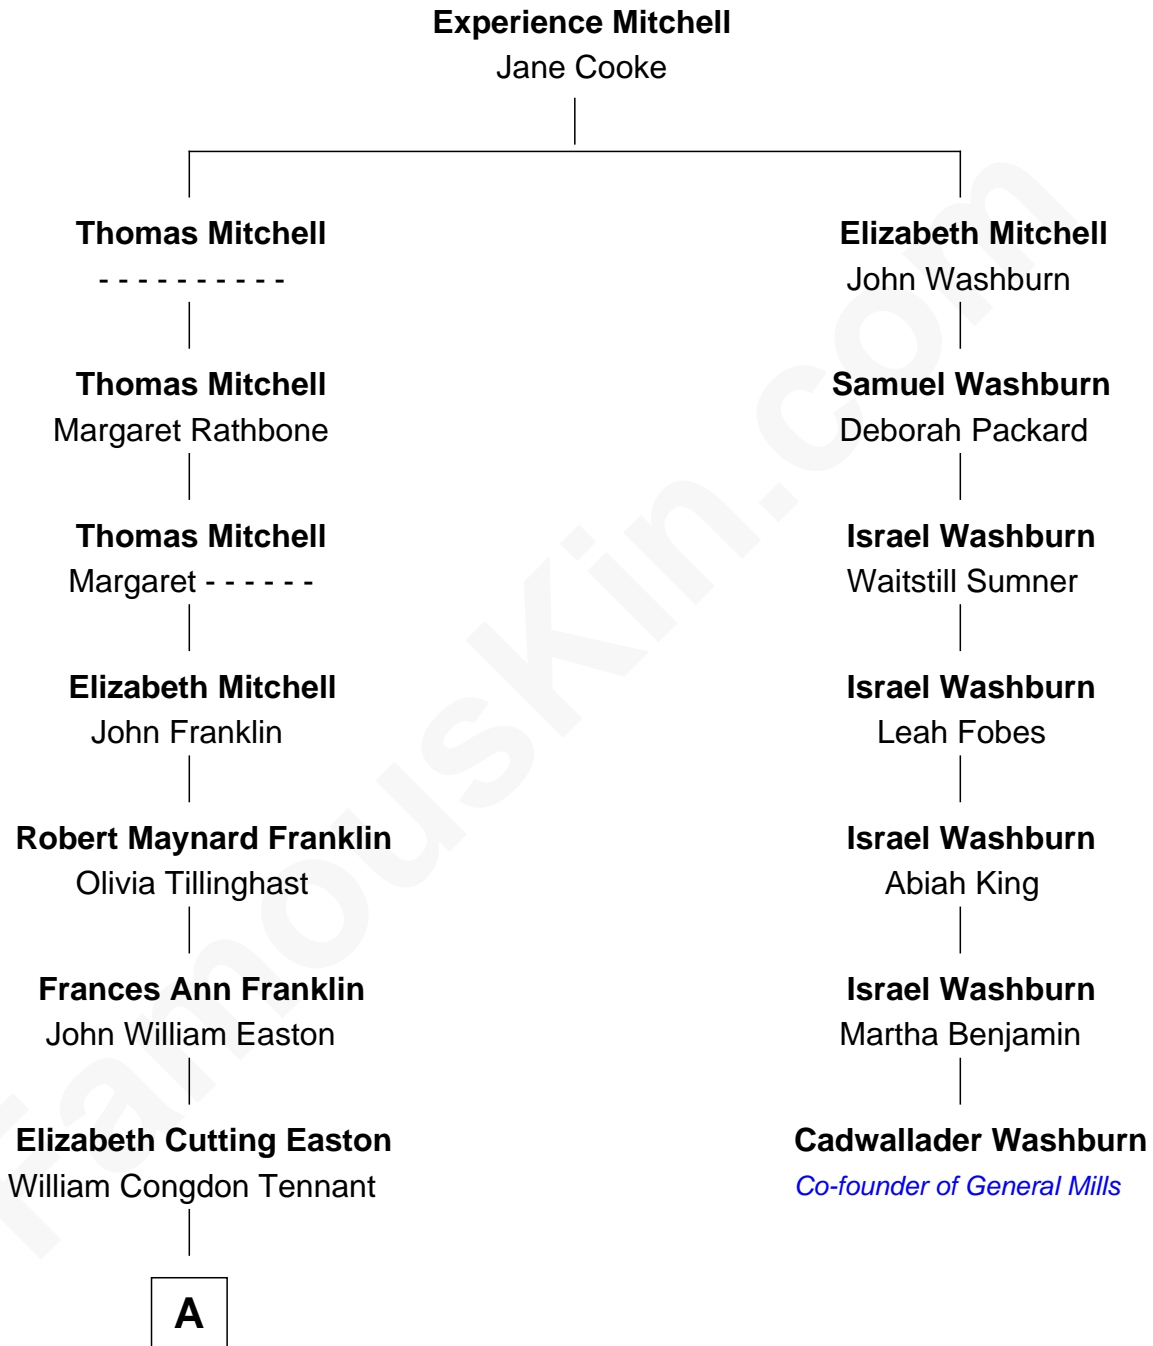 Experience Mitchell
Jane Cooke
Thomas Mitchell
- - - - - - - - - -
Thomas Mitchell
Margaret Rathbone
Thomas Mitchell
Margaret - - - - - -
Elizabeth Mitchell
John Franklin
Robert Maynard Franklin
Olivia Tillinghast
Frances Ann Franklin
John William Easton
Elizabeth Cutting Easton
William Congdon Tennant
A
Elizabeth Mitchell
John Washburn
Samuel Washburn
Deborah Packard
Israel Washburn
Waitstill Sumner
Israel Washburn
Leah Fobes
Israel Washburn
Abiah King
Israel Washburn
Martha Benjamin
Cadwallader Washburn
Co-founder of General Mills
FamousKin.com